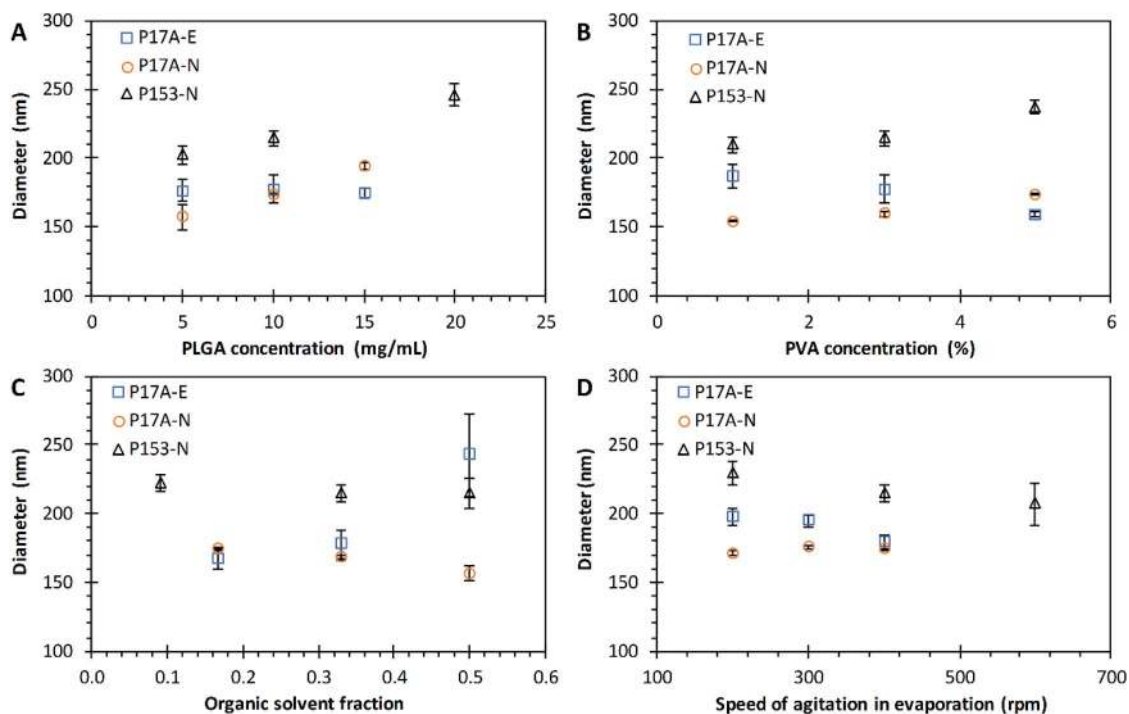 A
P17A-E
P17A-N
P153-N
300
250
200
150
100
Diameter (nm)
0 5 10 15 20 25
PLGA concentration (mg/mL)
B
P17A-E
P17A-N
P153-N
300
250
200
150
100
Diameter (nm)
0 2 4 6
PVA concentration (%)
C
P17A-E
P17A-N
P153-N
300
250
200
150
100
Diameter (nm)
0.0 0.1 0.2 0.3 0.4 0.5 0.6
Organic solvent fraction
D
P17A-E
P17A-N
P153-N
300
250
200
150
100
Diameter (nm)
100 300 500 700
Speed of agitation in evaporation (rpm)